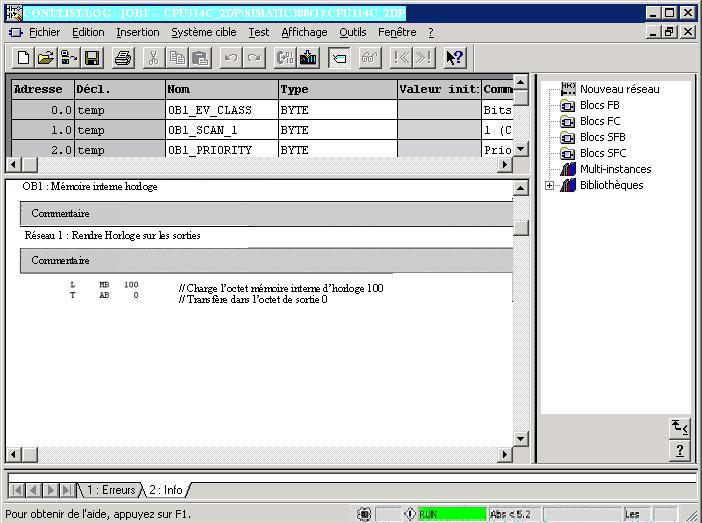 CONT/LIST/LOG - [OB1 -- CPU314C_2DP\SIMATIC300(1)\CPU314C_2DP
Fichier Edition Insertion Système cible Test Affichage Outils Fenêtre ?
Adresse Décl. Nom Type Valeur init: Comm
0.0 temp OB1_EV_CLASS BYTE Bits
1.0 temp OB1_SCAN_1 BYTE 1 (C
2.0 temp OB1_PRIORITY BYTE Prio
OB1 : Mémoire interne horloge
Commentaire
Réseau 1 : Rendre Horloge sur les sorties
Commentaire
L MB 100 //Charge l'octet mémoire interne d'horloge 100
T AB 0 //Transfère dans l'octet de sortie 0
Nouveau réseau
Blocs FB
Blocs FC
Blocs SFB
Blocs SFC
Multi-instances
Bibliothèques
1 : Erreurs 2 : Info
Pour obtenir de l'aide, appuyez sur F1. RUN Abs < 5.2 Les